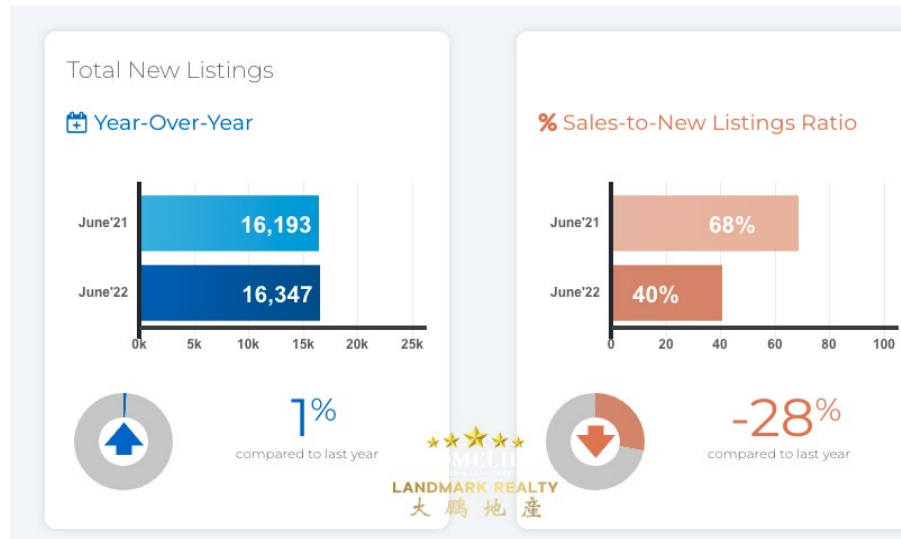 Total New Listings
Year-Over-Year
June'21
16,193
June'22
16,347
0k 5k 10k 15k 20k 25k
1%
compared to last year
% Sales-to-New Listings Ratio
June'21
68%
June'22
40%
0 20 40 60 80 100
-28%
compared to last year
LANDMARK REALTY
大鵬地產